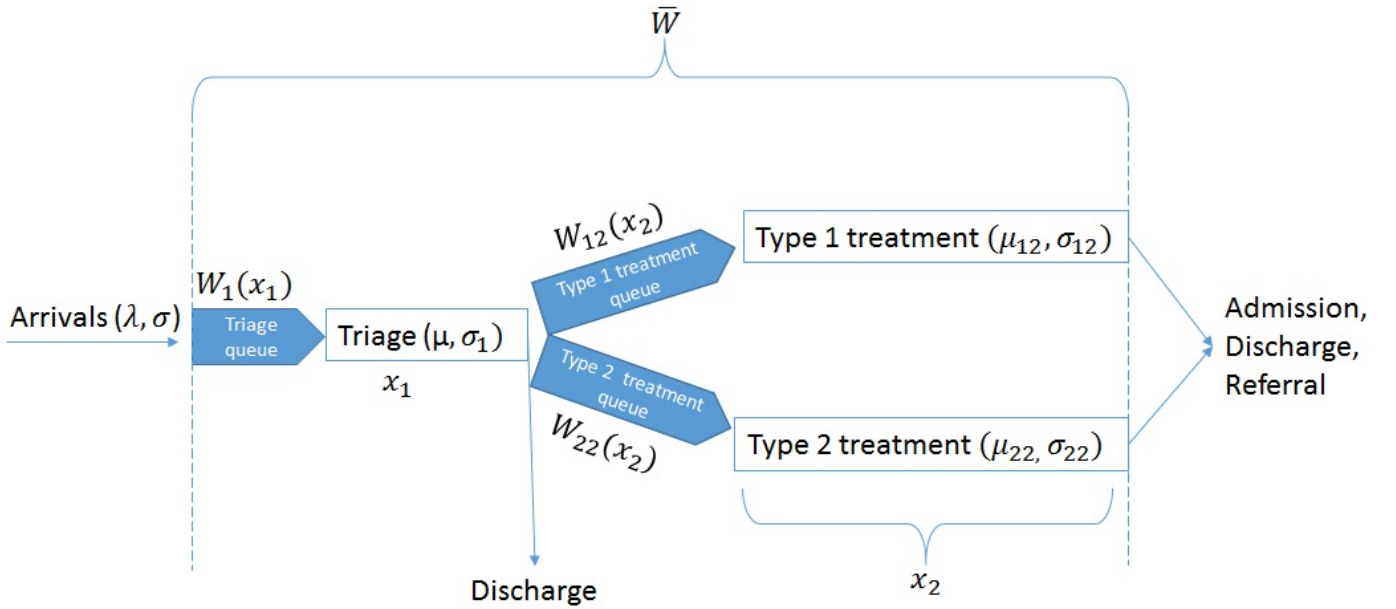 W̅
W₁₂(x₂)
Type 1 treatment
queue
Type 1 treatment (μ₁₂, σ₁₂)
W₁(x₁)
Arrivals (λ, σ)
Triage
queue
Triage (μ, σ₁)
x₁
Admission,
Discharge,
Referral
Type 2 treatment
queue
W₂₂(x₂)
Type 2 treatment (μ₂₂, σ₂₂)
x₂
Discharge